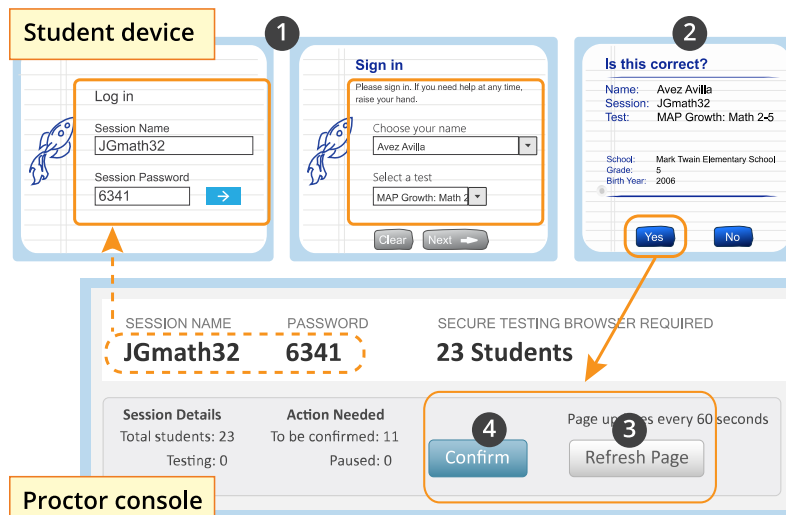 Student device
1
2
Log in
Session Name
JGmath32
Session Password
6341
Sign in
Please sign in. If you need help at any time,
raise your hand.
Choose your name
Avez Avilla
Select a test
MAP Growth: Math 2
Clear
Next
Is this correct?
Name: Avez Avilla
Session: JGmath32
Test: MAP Growth: Math 2-5
School: Mark Twain Elementary School
Grade: 5
Birth Year: 2006
Yes
No
SESSION NAME PASSWORD SECURE TESTING BROWSER REQUIRED
JGmath32 6341 23 Students
Session Details
Total students: 23
Testing: 0
Action Needed
To be confirmed: 11
Paused: 0
4
Confirm
Page every 60 seconds
3
Refresh Page
Proctor console